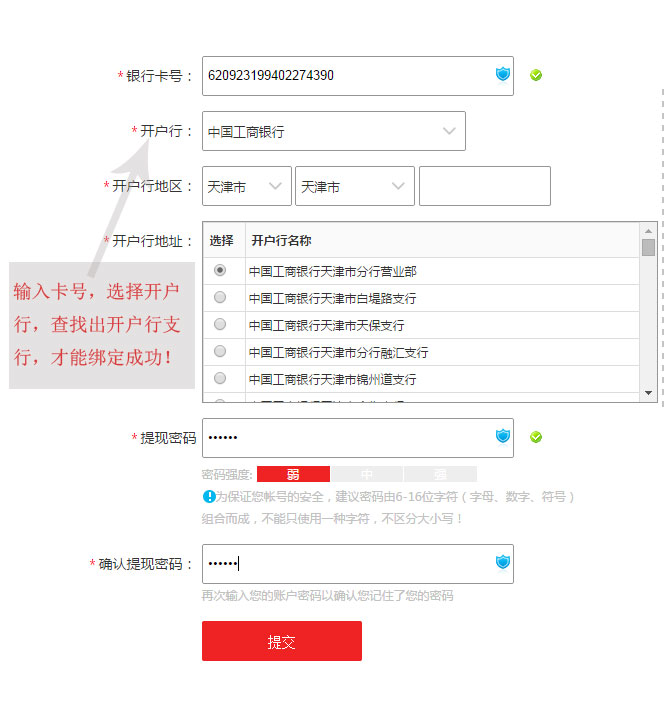 * 银行卡号： 620923199402274390
* 开户行： 中国工商银行
* 开户行地区： 天津市 天津市
* 开户行地址： 选择 开户行名称
中国工商银行天津市分行营业部
中国工商银行天津市白堤路支行
中国工商银行天津市天保支行
中国工商银行天津市分行融汇支行
中国工商银行天津市锦州道支行
输入卡号，选择开户
行，查找出开户行支
行，才能绑定成功！
* 提现密码 ••••••
密码强度: 弱 中 强
为保证您帐号的安全，建议密码由6-16位字符（字母、数字、符号）
组合而成，不能只使用一种字符，不区分大小写！
* 确认提现密码： ••••••
再次输入您的账户密码以确认您记住了您的密码
提交